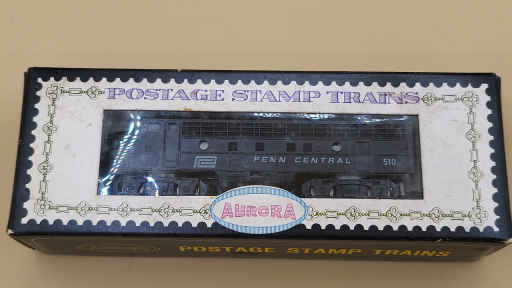 POSTAGE STAMP TRAINS
PENN CENTRAL 510
AURORA
POSTAGE STAMP TRAINS